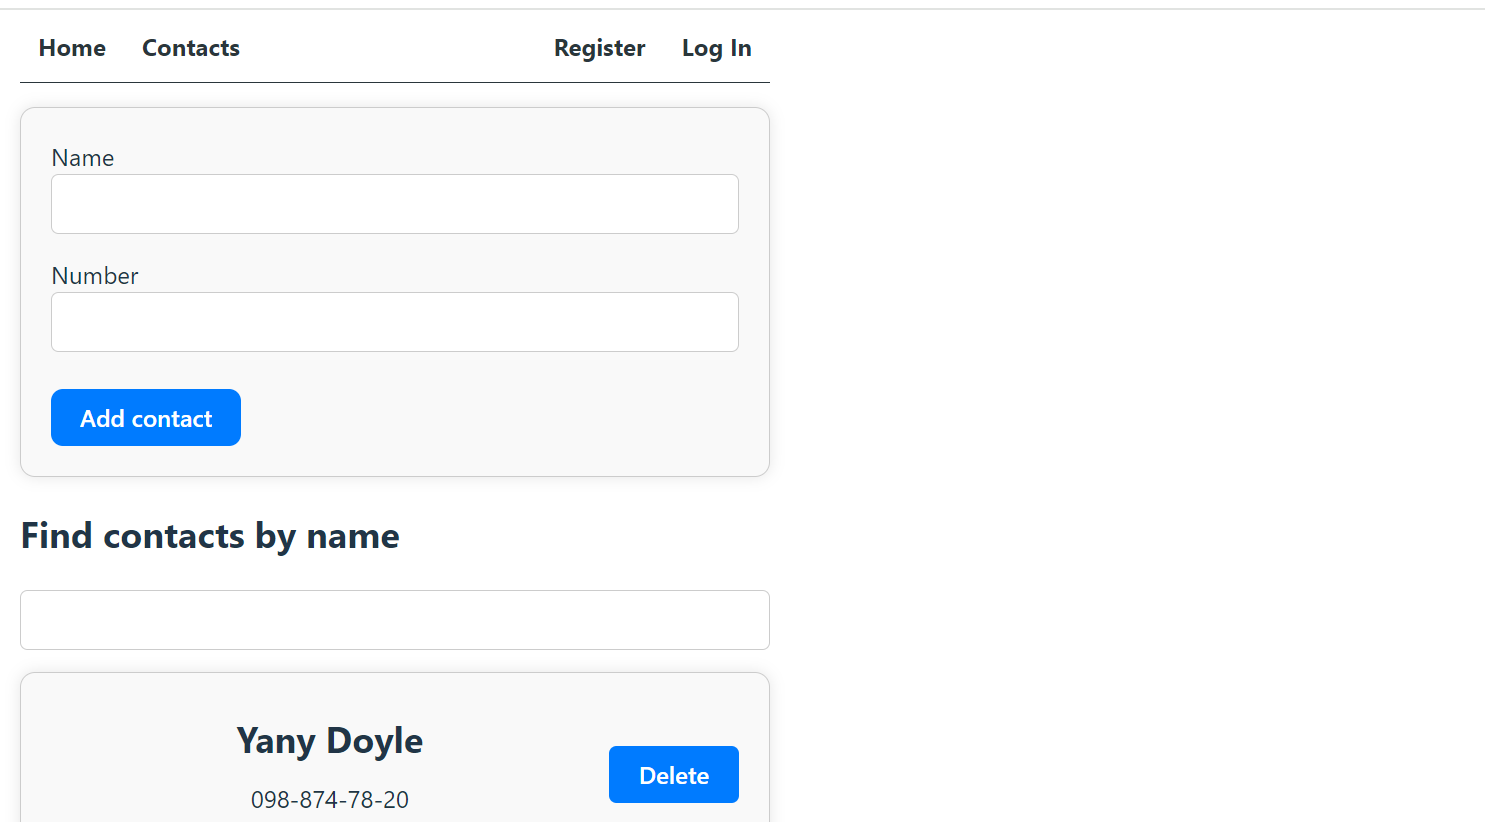 Home Contacts Register Log In
Name
Number
Add contact
Find contacts by name
Yany Doyle
Delete
098-874-78-20